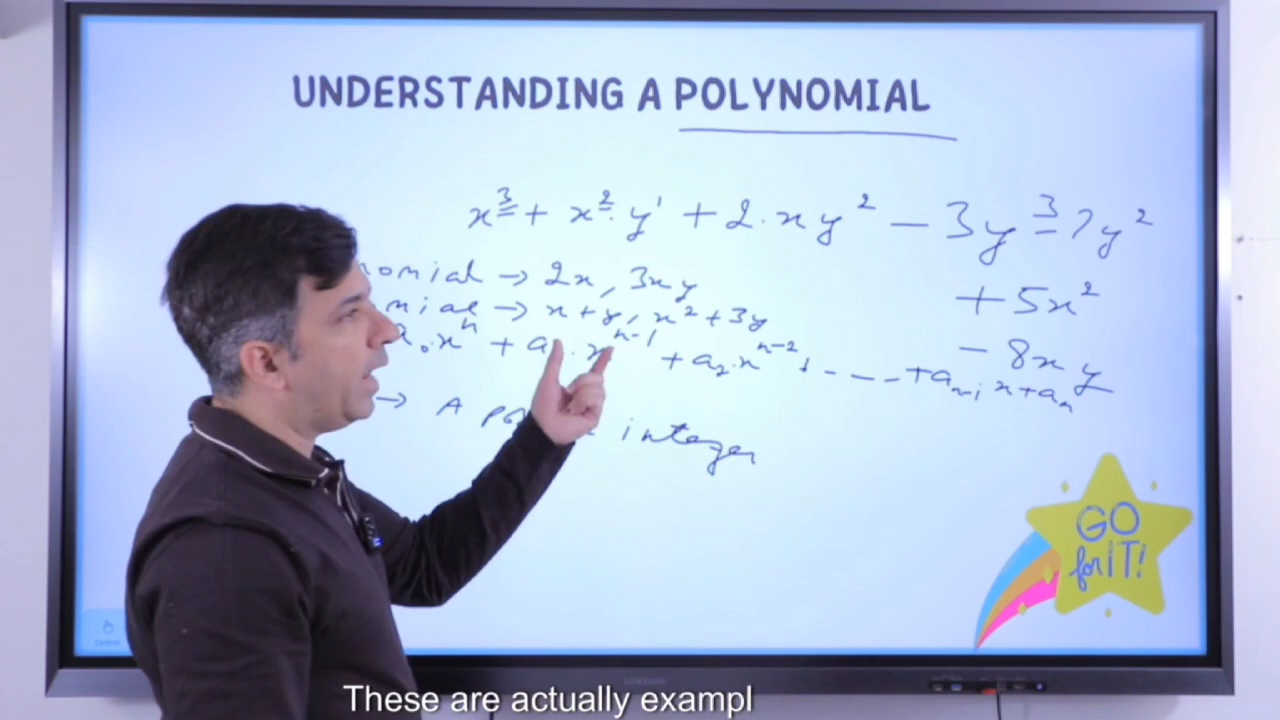 UNDERSTANDING A POLYNOMIAL
x³ + x².y¹ + 2.xy² − 3y³ 7y²
+ 5x²
− 8xy
nomial → 2x, 3xy
mial → x+y, x²+3y
a₀.xⁿ + a₁.xⁿ⁻¹ + a₂.xⁿ⁻² + ---- + aₙ₋₁x + aₙ
→ A integer
GO
for IT!
These are actually exampl